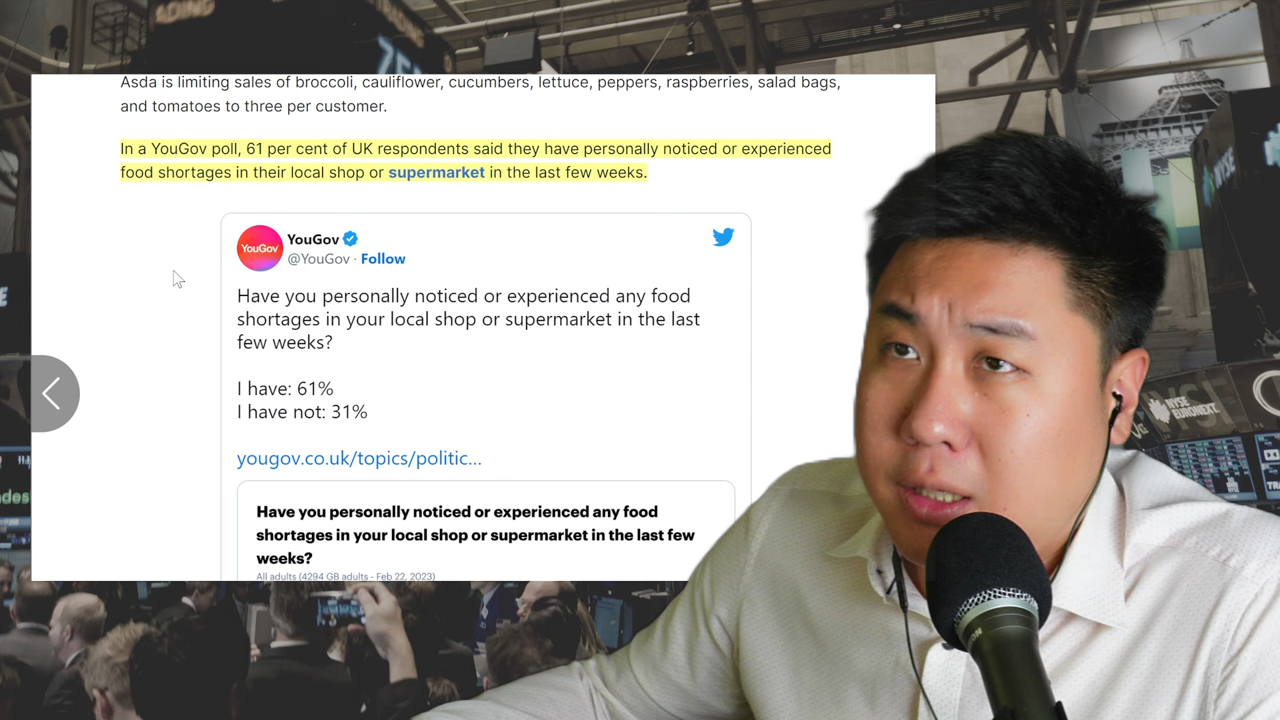 Asda is limiting sales of broccoli, cauliflower, cucumbers, lettuce, peppers, raspberries, salad bags,
and tomatoes to three per customer.
In a YouGov poll, 61 per cent of UK respondents said they have personally noticed or experienced
food shortages in their local shop or supermarket in the last few weeks.
YouGov
YouGov
@YouGov · Follow
Have you personally noticed or experienced any food
shortages in your local shop or supermarket in the last
few weeks?
I have: 61%
I have not: 31%
yougov.co.uk/topics/politic...
Have you personally noticed or experienced any food
shortages in your local shop or supermarket in the last few
weeks?
All adults (4294 GB adults - Feb 22, 2023)
NYSE
NYSE
EURONEXT.